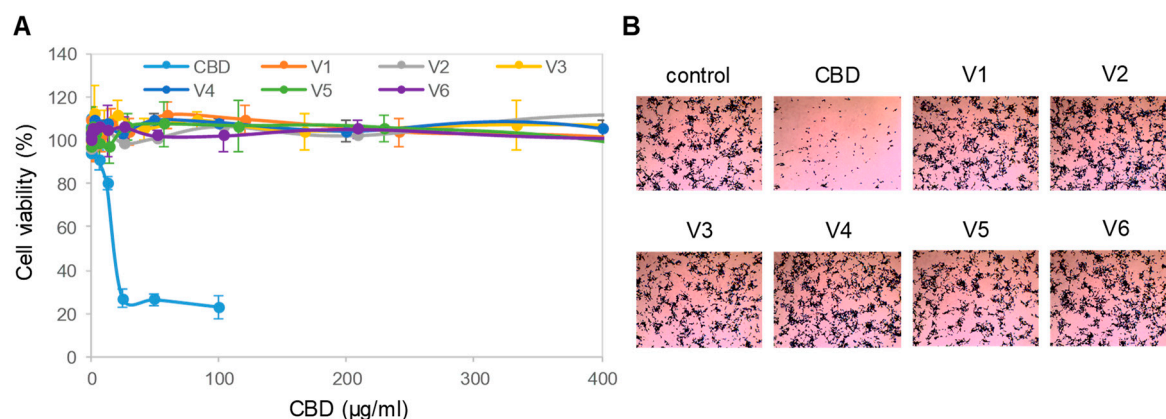 A
B
140
120
100
80
60
40
20
0
Cell viability (%)
CBD V1 V2 V3
V4 V5 V6
0 100 200 300 400
CBD (µg/ml)
control CBD V1 V2
V3 V4 V5 V6